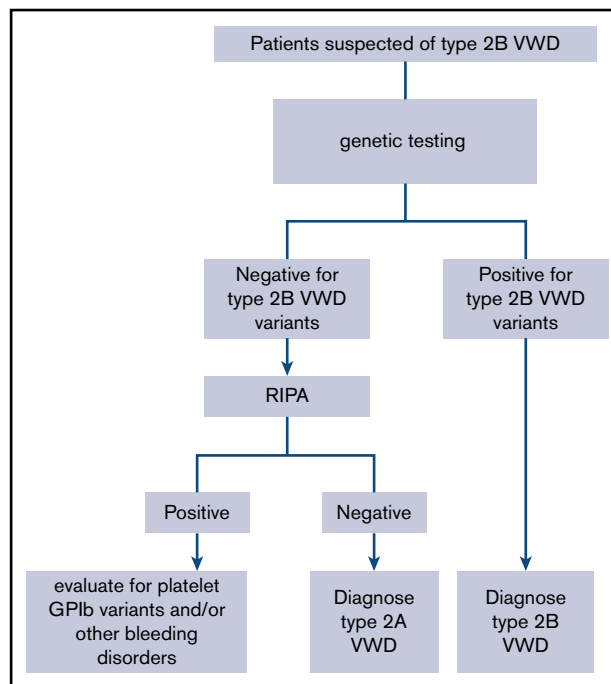 Patients suspected of type 2B VWD
genetic testing
Negative for
type 2B VWD
variants
Positive for
type 2B VWD
variants
RIPA
Positive
Negative
evaluate for platelet
GPIb variants and/or
other bleeding
disorders
Diagnose
type 2A
VWD
Diagnose
type 2B
VWD